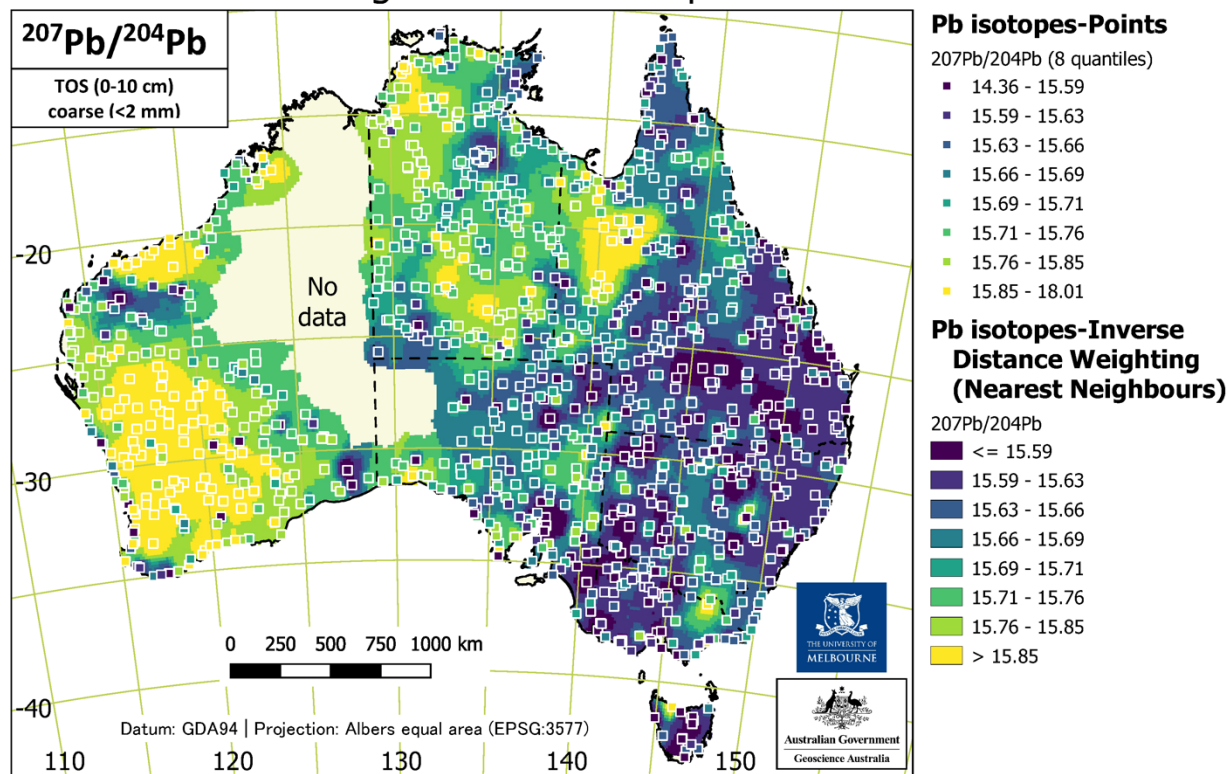 ²⁰⁷Pb/²⁰⁴Pb
TOS (0-10 cm)
coarse (<2 mm)
No
data
-20
-30
-40
110
120
130
140
150
0 250 500 750 1000 km
Datum: GDA94 | Projection: Albers equal area (EPSG:3577)
THE UNIVERSITY OF
MELBOURNE
Australian Government
Geoscience Australia
Pb isotopes-Points
207Pb/204Pb (8 quantiles)
14.36 - 15.59
15.59 - 15.63
15.63 - 15.66
15.66 - 15.69
15.69 - 15.71
15.71 - 15.76
15.76 - 15.85
15.85 - 18.01
Pb isotopes-Inverse
Distance Weighting
(Nearest Neighbours)
207Pb/204Pb
<= 15.59
15.59 - 15.63
15.63 - 15.66
15.66 - 15.69
15.69 - 15.71
15.71 - 15.76
15.76 - 15.85
> 15.85